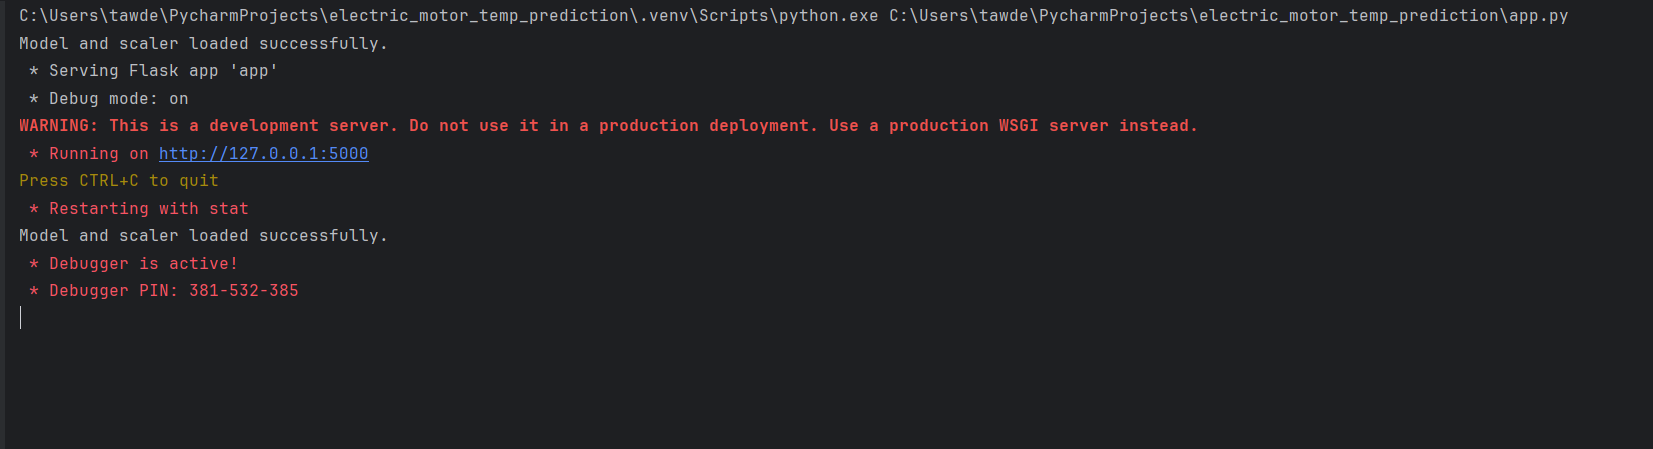 C:\Users\tawde\PycharmProjects\electric_motor_temp_prediction\.venv\Scripts\python.exe C:\Users\tawde\PycharmProjects\electric_motor_temp_prediction\app.py
Model and scaler loaded successfully.
 * Serving Flask app 'app'
 * Debug mode: on
WARNING: This is a development server. Do not use it in a production deployment. Use a production WSGI server instead.
 * Running on http://127.0.0.1:5000
Press CTRL+C to quit
 * Restarting with stat
Model and scaler loaded successfully.
 * Debugger is active!
 * Debugger PIN: 381-532-385